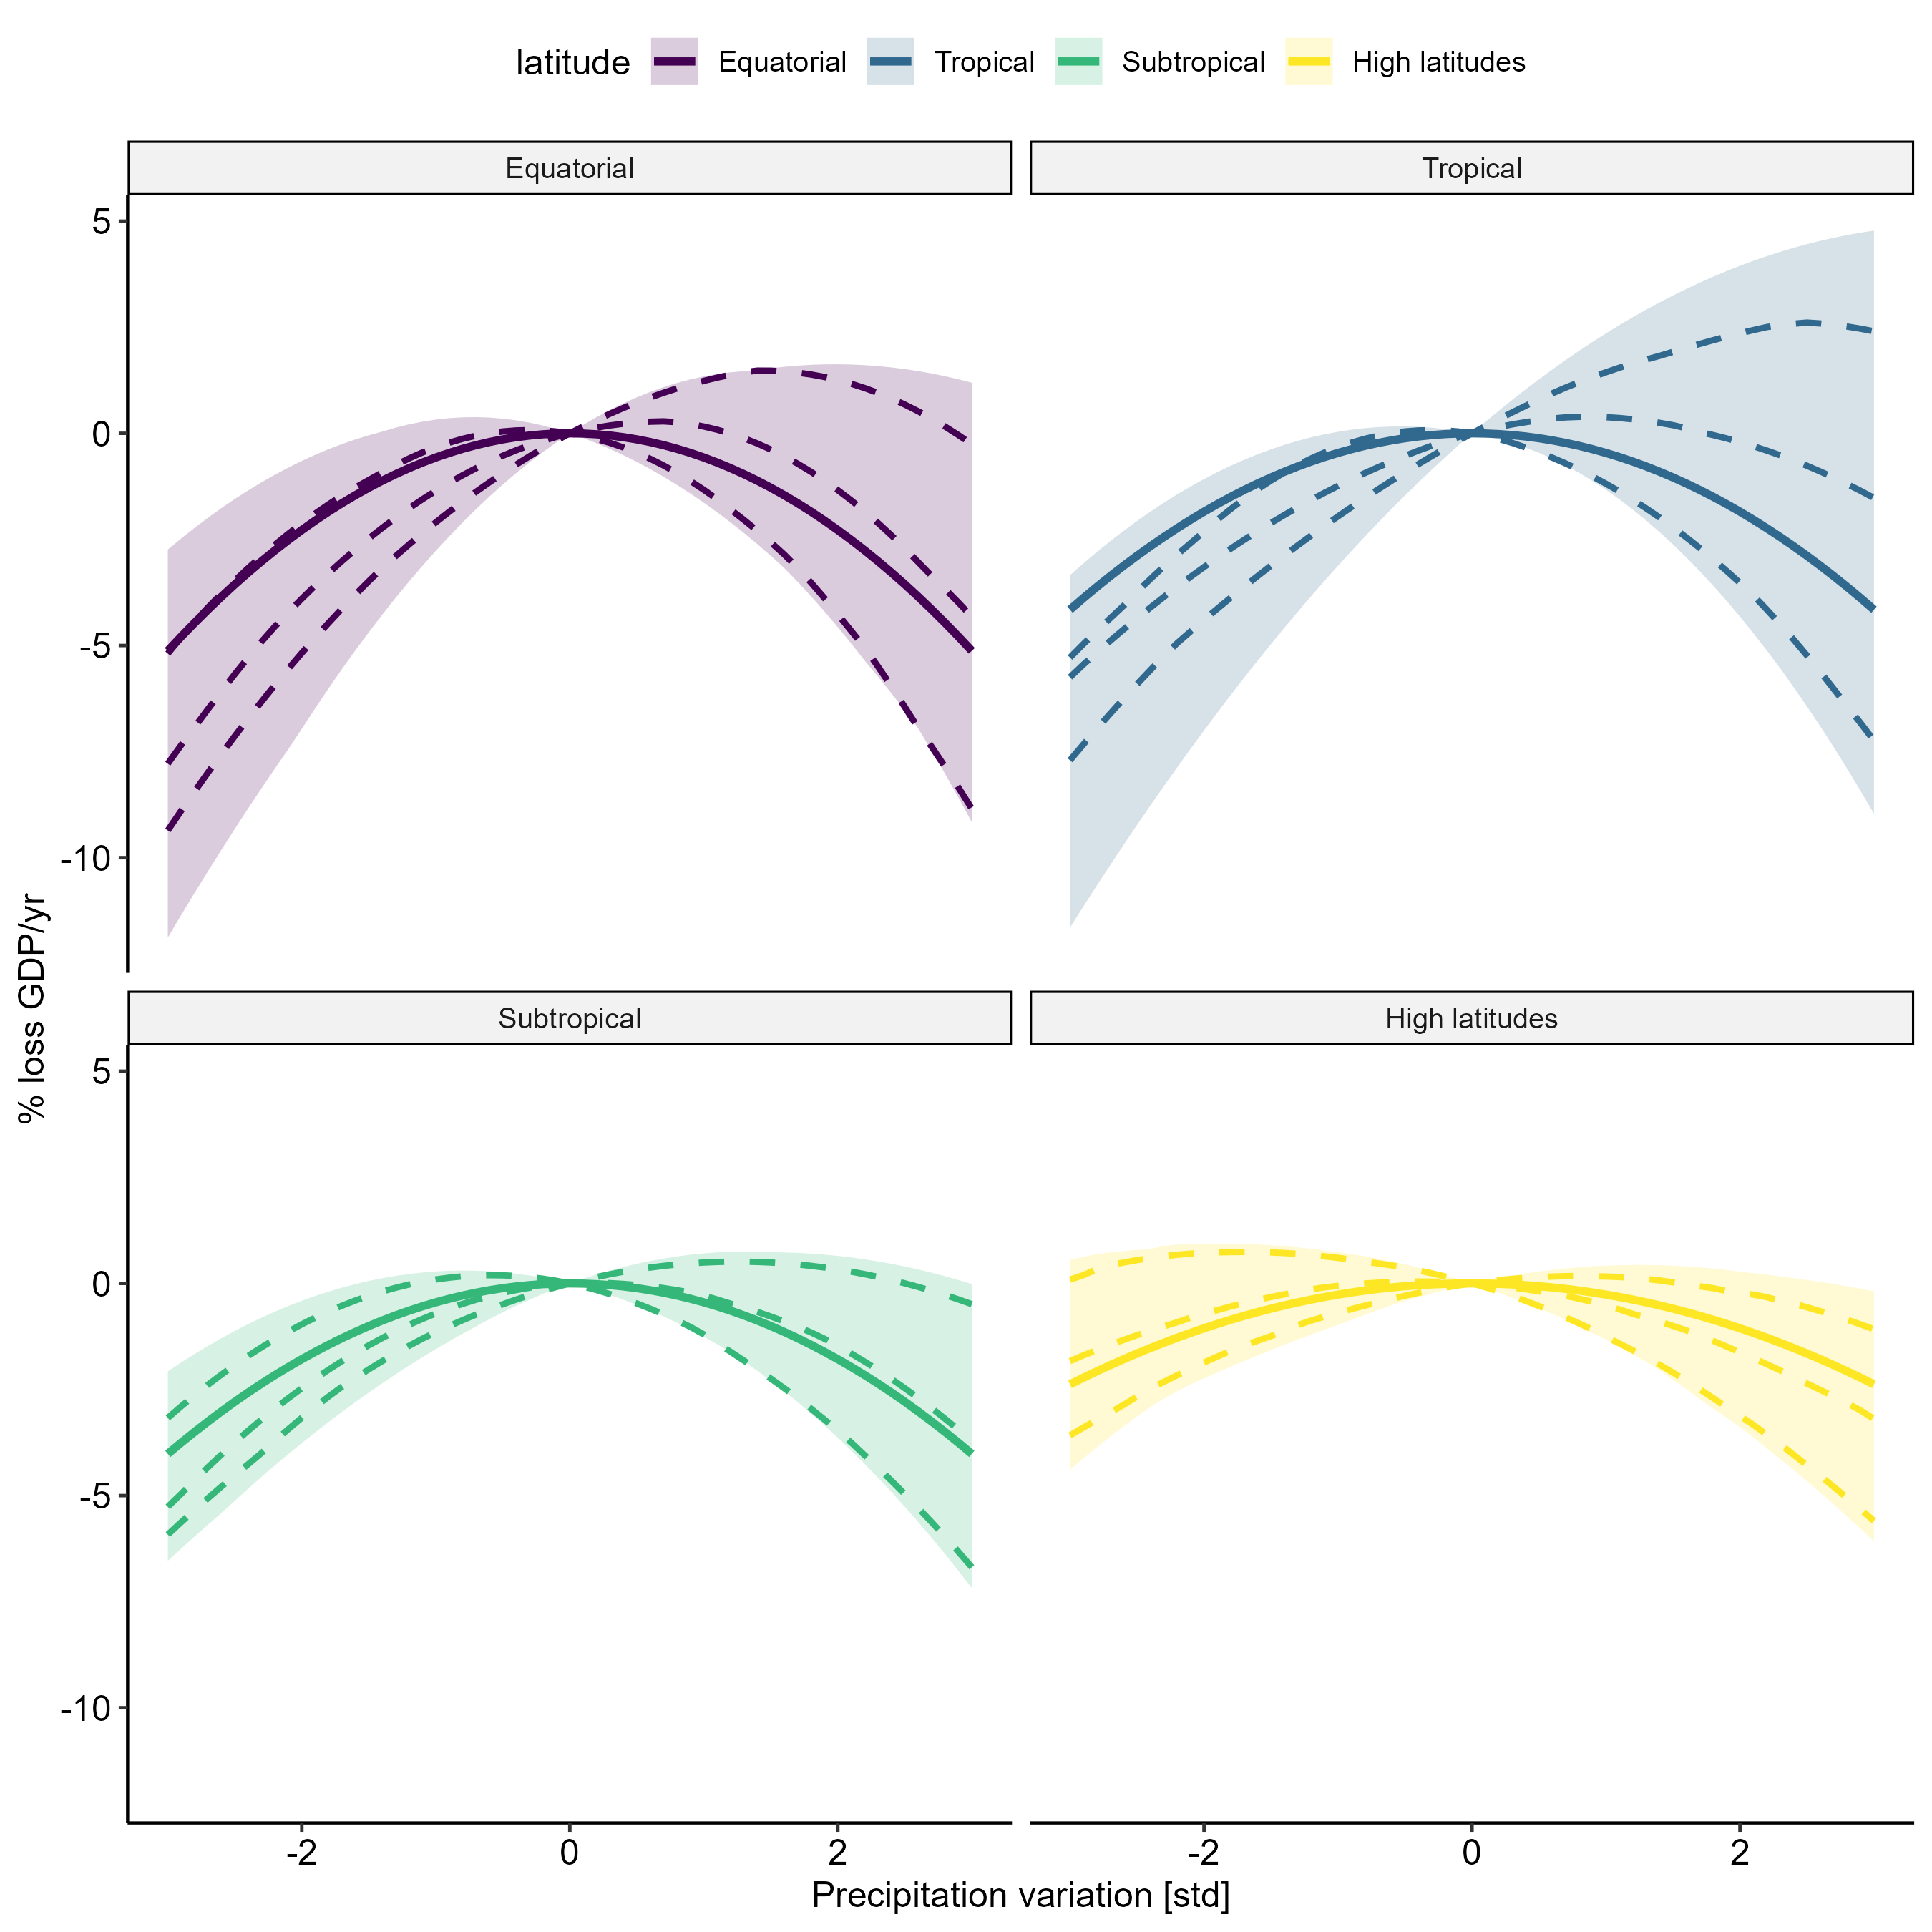 latitude Equatorial Tropical Subtropical High latitudes
Equatorial Tropical
5
0
-5
-10
% loss GDP/yr
Subtropical High latitudes
5
0
-5
-10
-2 0 2 -2 0 2
Precipitation variation [std]